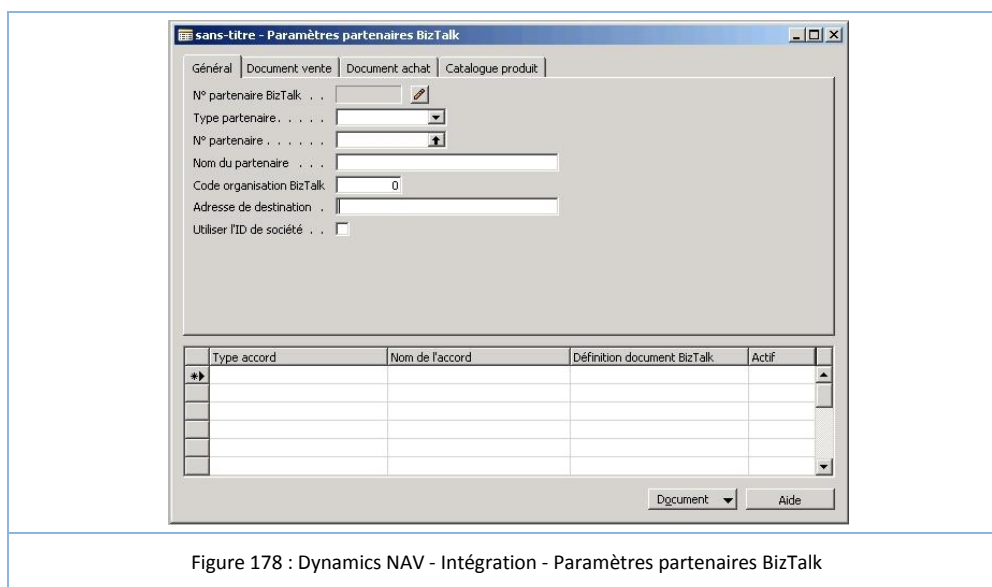 sans-titre - Paramètres partenaires BizTalk
Général Document vente Document achat Catalogue produit
N° partenaire BizTalk . .
Type partenaire. . . . .
N° partenaire . . . . . .
Nom du partenaire . . .
Code organisation BizTalk 0
Adresse de destination .
Utiliser l'ID de société . .
Type accord Nom de l'accord Définition document BizTalk Actif
Document Aide
Figure 178 : Dynamics NAV - Intégration - Paramètres partenaires BizTalk